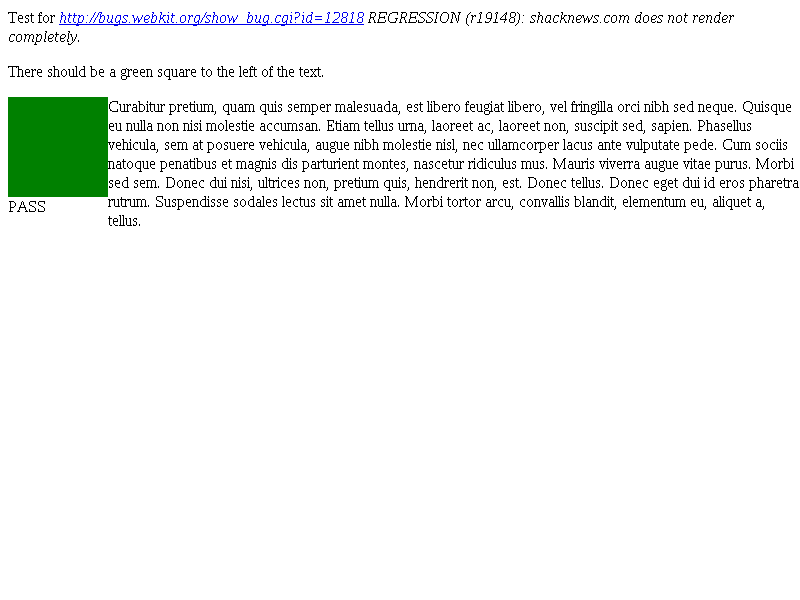 Test for http://bugs.webkit.org/show_bug.cgi?id=12818 REGRESSION (r19148): shacknews.com does not render
completely.
There should be a green square to the left of the text.
Curabitur pretium, quam quis semper malesuada, est libero feugiat libero, vel fringilla orci nibh sed neque. Quisque
eu nulla non nisi molestie accumsan. Etiam tellus urna, laoreet ac, laoreet non, suscipit sed, sapien. Phasellus
vehicula, sem at posuere vehicula, augue nibh molestie nisl, nec ullamcorper lacus ante vulputate pede. Cum sociis
natoque penatibus et magnis dis parturient montes, nascetur ridiculus mus. Mauris viverra augue vitae purus. Morbi
sed sem. Donec dui nisi, ultrices non, pretium quis, hendrerit non, est. Donec tellus. Donec eget dui id eros pharetra
rutrum. Suspendisse sodales lectus sit amet nulla. Morbi tortor arcu, convallis blandit, elementum eu, aliquet a,
tellus.
PASS